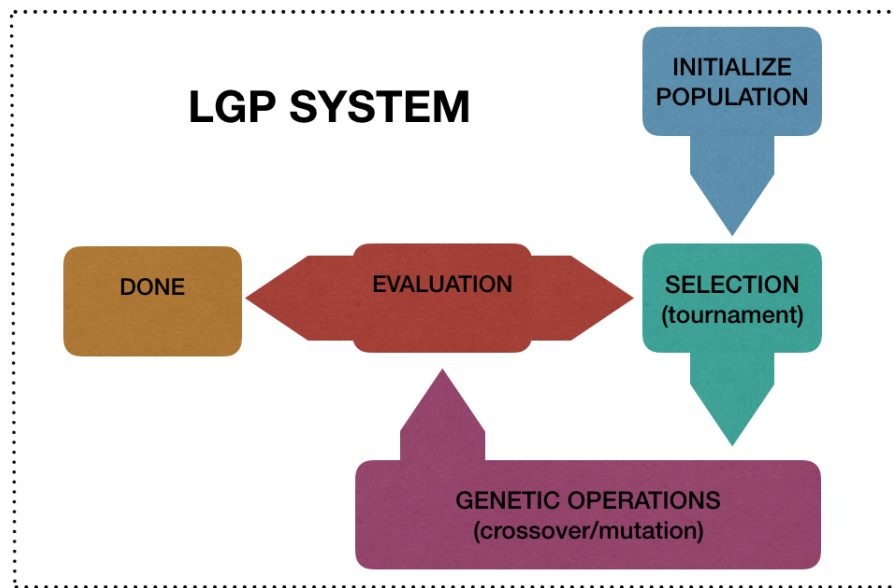 LGP SYSTEM
INITIALIZE
POPULATION
DONE
EVALUATION
SELECTION
(tournament)
GENETIC OPERATIONS
(crossover/mutation)